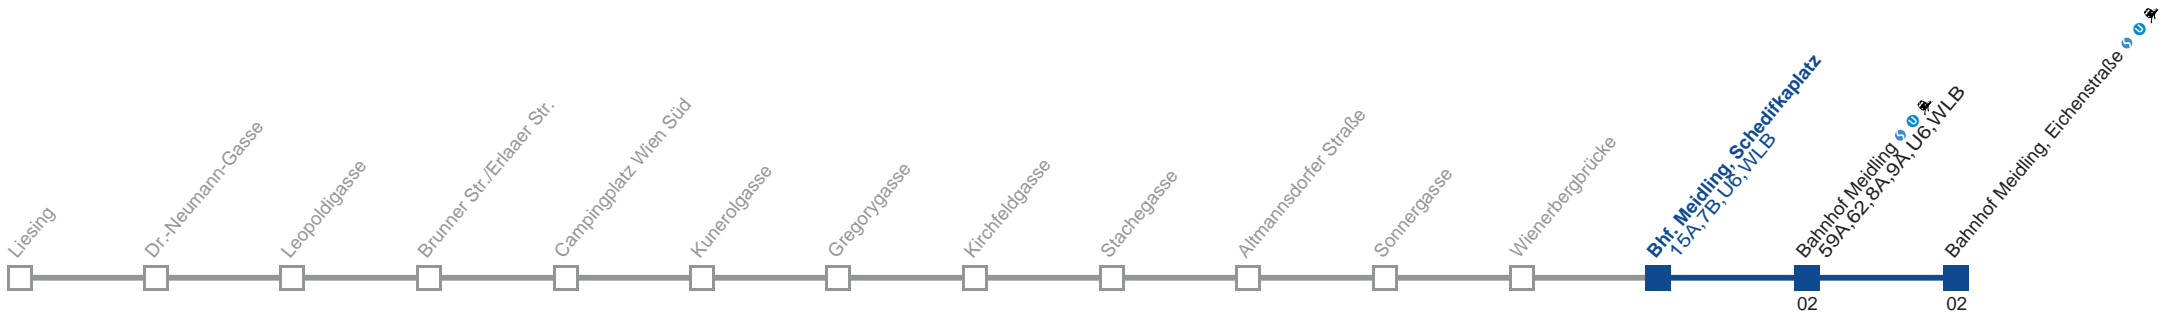 Liesing
Dr.-Neumann-Gasse
Leopoldigasse
Brunner Str./Erlaaer Str.
Campingplatz Wien Süd
Kunerolgasse
Gregorygasse
Kirchfeldgasse
Stachegasse
Altmannsdorfer Straße
Sonnergasse
Wienerbergbrücke
Bhf. Meidling, Schedifkaplatz
15A,7B,U6,WLB
Bahnhof Meidling S U
59A,62,8A,9A,U6,WLB
Bahnhof Meidling, Eichenstraße S U
02
02